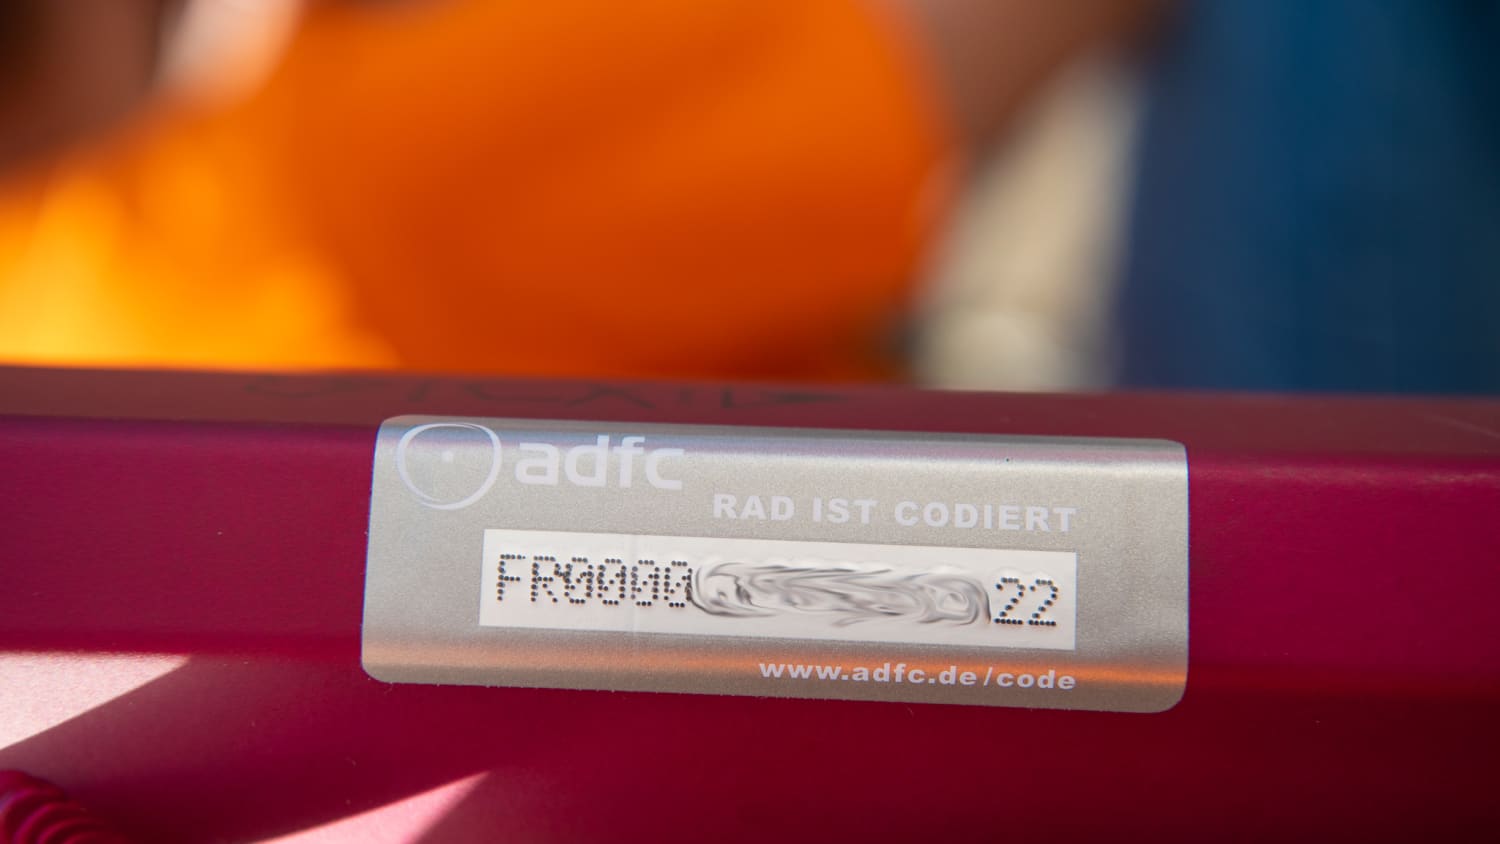 adfc
RAD IST CODIERT
FR0000 22
www.adfc.de/code